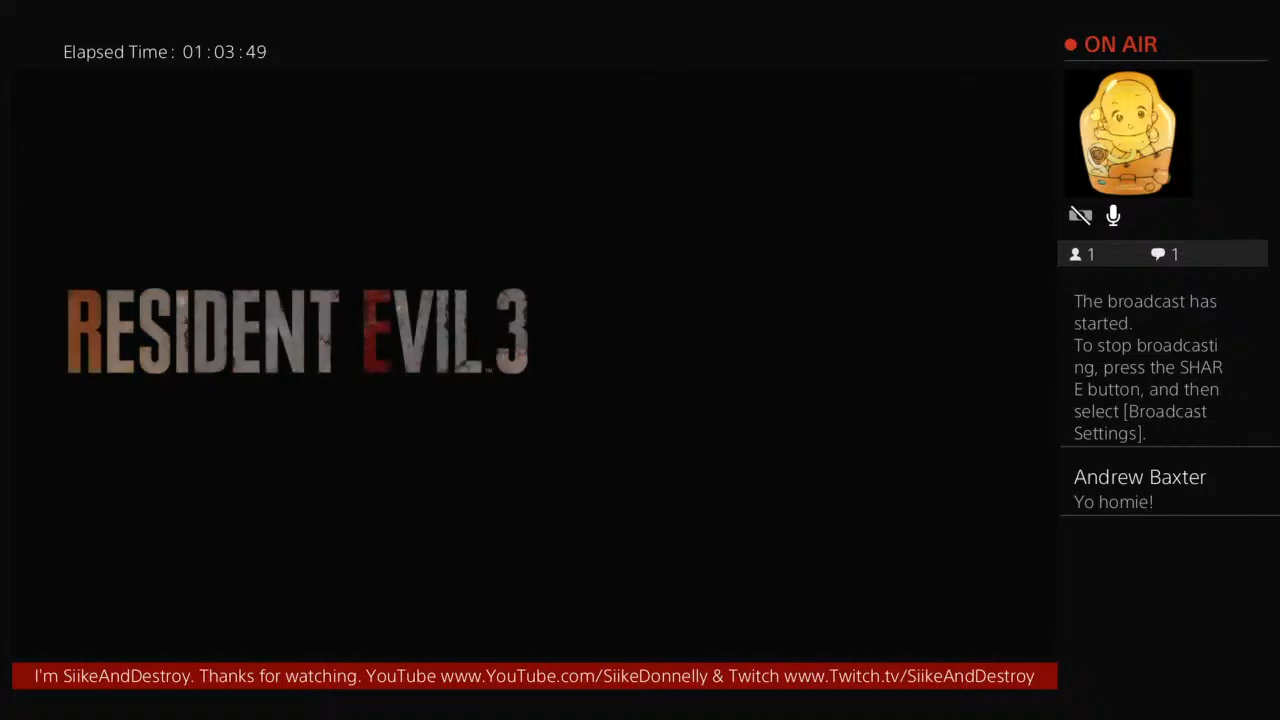 Elapsed Time: 01:03:49
ON AIR
1 1
RESIDENT EVIL 3
The broadcast has
started.
To stop broadcasti
ng, press the SHAR
E button, and then
select [Broadcast
Settings].
Andrew Baxter
Yo homie!
I'm SiikeAndDestroy. Thanks for watching. YouTube www.YouTube.com/SiikeDonnelly & Twitch www.Twitch.tv/SiikeAndDestroy